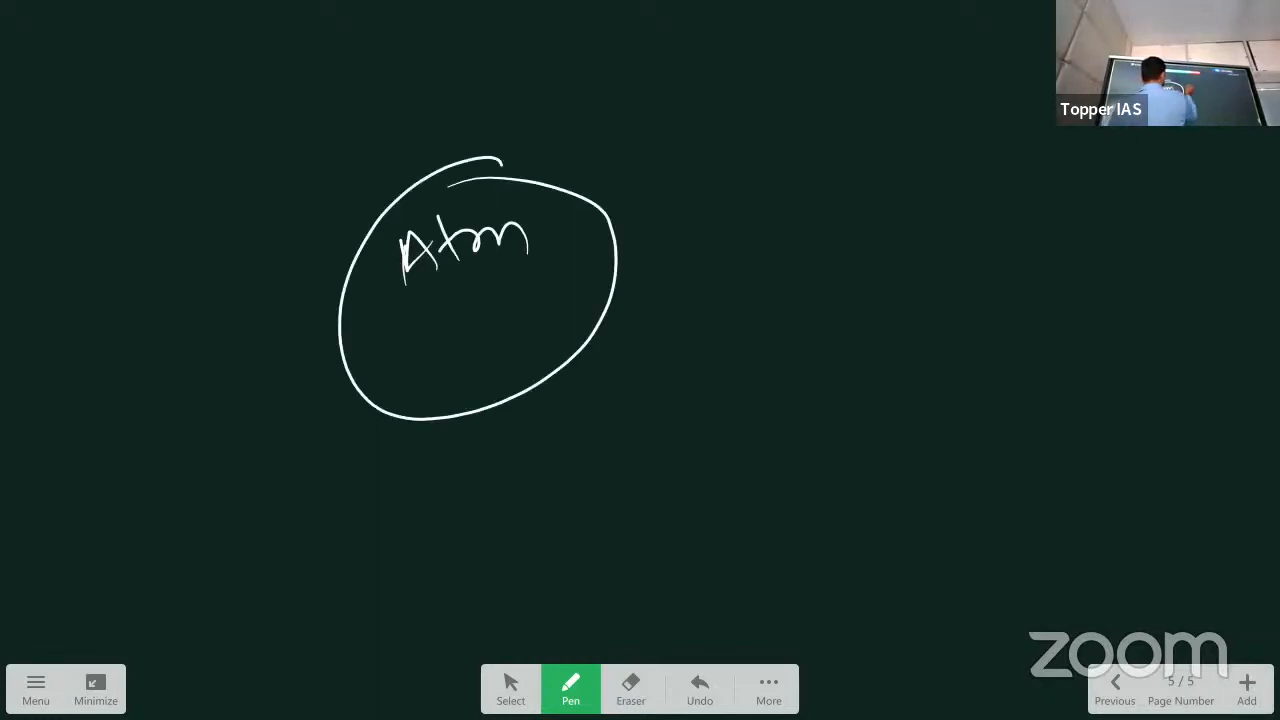 Topper IAS
Atom
zoom
Menu
Minimize
Select
Pen
Eraser
Undo
More
Previous
5 / 5
Page Number
Add